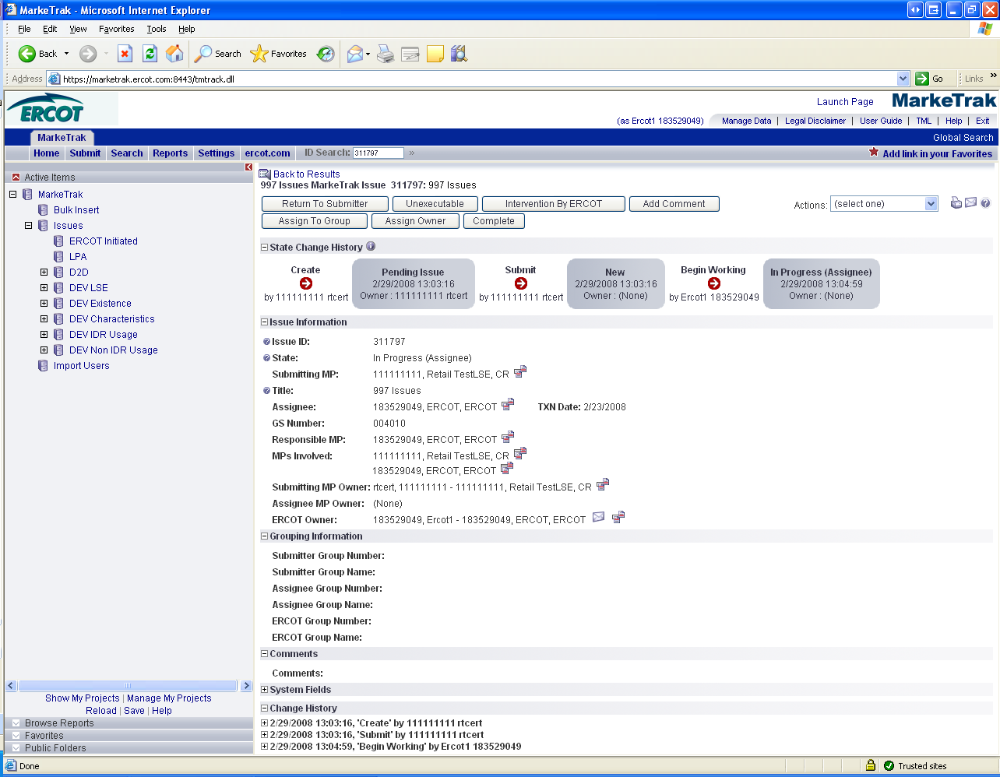 MarkeTrak - Microsoft Internet Explorer
File Edit View Favorites Tools Help
Back Search Favorites
Address https://marketrak.ercot.com:8443/tmtrack.dll Go Links »
ERCOT Launch Page MarkeTrak
(as Ercot1 183529049) Manage Data | Legal Disclaimer | User Guide | TML | Help | Exit
MarkeTrak Global Search
Home Submit Search Reports Settings ercot.com ID Search: 311797 » Add link in your Favorites
Active Items
MarkeTrak
Bulk Insert
Issues
ERCOT Initiated
LPA
D2D
DEV LSE
DEV Existence
DEV Characteristics
DEV IDR Usage
DEV Non IDR Usage
Import Users
Show My Projects | Manage My Projects
Reload | Save | Help
Browse Reports
Favorites
Public Folders
Back to Results
997 Issues MarkeTrak Issue 311797: 997 Issues
Return To Submitter Unexecutable Intervention By ERCOT Add Comment
Actions: (select one)
Assign To Group Assign Owner Complete
State Change History
Create Pending Issue Submit New Begin Working In Progress (Assignee)
2/29/2008 13:03:16 2/29/2008 13:03:16 2/29/2008 13:04:59
by 111111111 rtcert Owner : 111111111 rtcert by 111111111 rtcert Owner : (None) by Ercot1 183529049 Owner : (None)
Issue Information
Issue ID: 311797
State: In Progress (Assignee)
Submitting MP: 111111111, Retail TestLSE, CR
Title: 997 Issues
Assignee: 183529049, ERCOT, ERCOT TXN Date: 2/23/2008
GS Number: 004010
Responsible MP: 183529049, ERCOT, ERCOT
MPs Involved: 111111111, Retail TestLSE, CR
183529049, ERCOT, ERCOT
Submitting MP Owner: rtcert, 111111111 - 111111111, Retail TestLSE, CR
Assignee MP Owner: (None)
ERCOT Owner: 183529049, Ercot1 - 183529049, ERCOT, ERCOT
Grouping Information
Submitter Group Number:
Submitter Group Name:
Assignee Group Number:
Assignee Group Name:
ERCOT Group Number:
ERCOT Group Name:
Comments
Comments:
System Fields
Change History
2/29/2008 13:03:16, 'Create' by 111111111 rtcert
2/29/2008 13:03:16, 'Submit' by 111111111 rtcert
2/29/2008 13:04:59, 'Begin Working' by Ercot1 183529049
Done Trusted sites